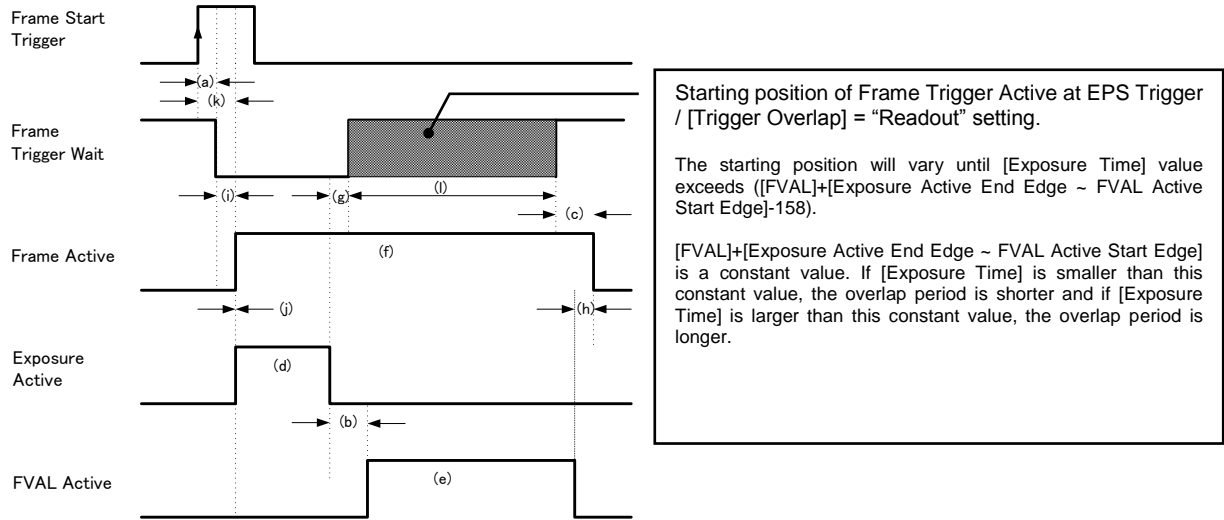 Frame Start
Trigger
(a)
(k)
Frame
Trigger Wait
(i)
(g)
(l)
(c)
Frame Active
(f)
(j)
(h)
Exposure
Active
(d)
(b)
FVAL Active
(e)
Starting position of Frame Trigger Active at EPS Trigger
/ [Trigger Overlap] = “Readout” setting.
The starting position will vary until [Exposure Time] value
exceeds ([FVAL]+[Exposure Active End Edge ~ FVAL Active
Start Edge]-158).
[FVAL]+[Exposure Active End Edge ~ FVAL Active Start Edge]
is a constant value. If [Exposure Time] is smaller than this
constant value, the overlap period is shorter and if [Exposure
Time] is larger than this constant value, the overlap period is
longer.